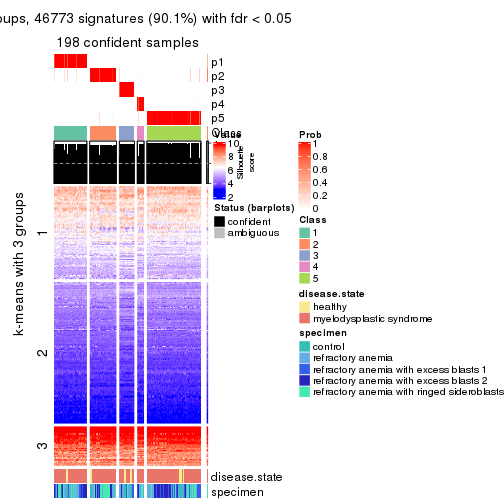 oups, 46773 signatures (90.1%) with fdr < 0.05
198 confident samples
p1
p2
p3
p4
p5
Class
Silhouette
score
k-means with 3 groups
1
2
3
disease.state
specimen
Value
10
8
6
4
2
Status (barplots)
confident
ambiguous
Prob
1
0.8
0.6
0.4
0.2
0
Class
1
2
3
4
5
disease.state
healthy
myelodysplastic syndrome
specimen
control
refractory anemia
refractory anemia with excess blasts 1
refractory anemia with excess blasts 2
refractory anemia with ringed sideroblasts